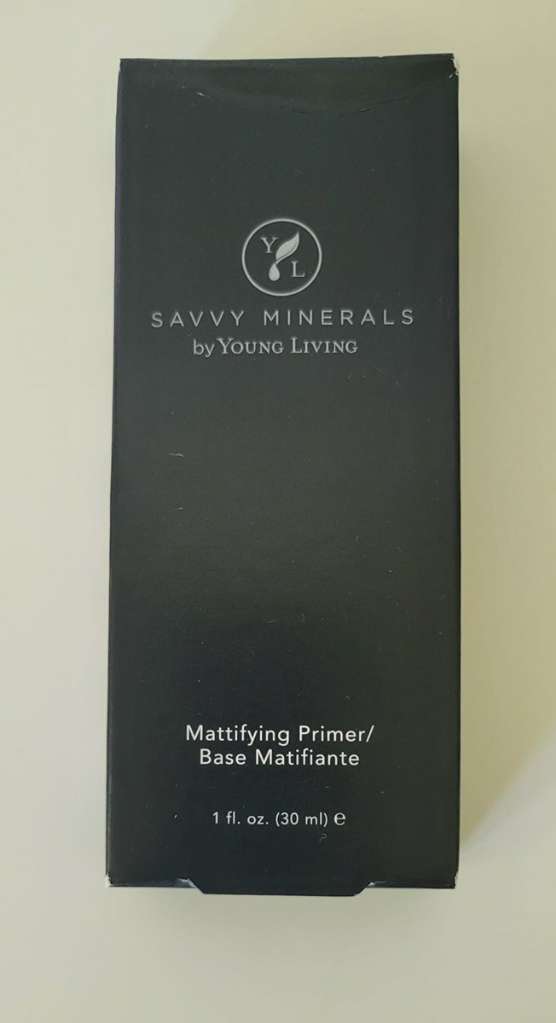 Y L
SAVVY MINERALS
by YOUNG LIVING
Mattifying Primer/
Base Matifiante
1 fl. oz. (30 ml) ℮